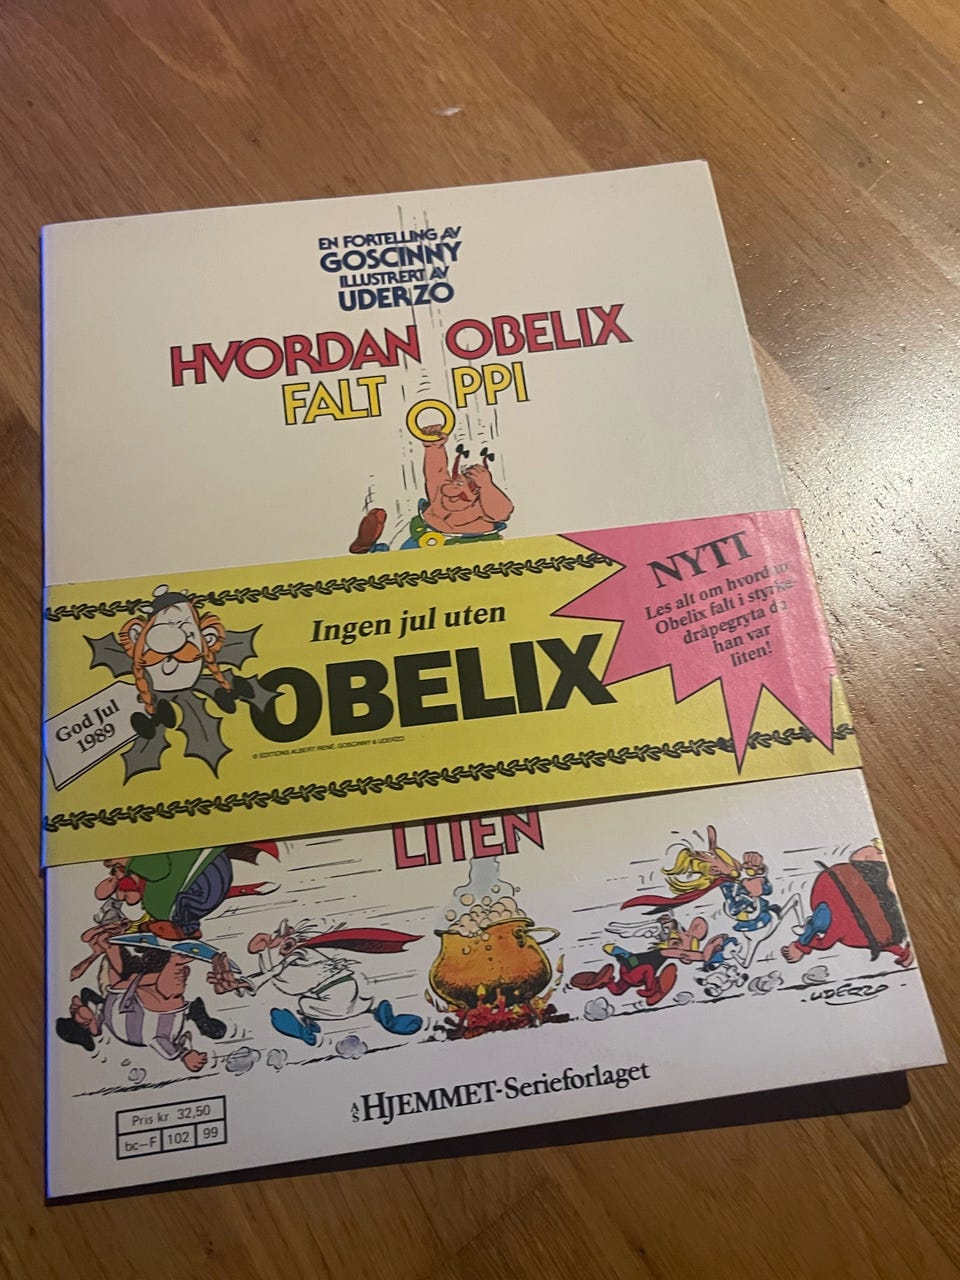 EN FORTELLING AV
GOSCINNY
ILLUSTRERT AV
UDERZO
HVORDAN OBELIX
FALT OPPI
NYTT
Les alt om hvordan
Obelix falt i styrke-
dråpegryta da
han var
liten!
Ingen jul uten
OBELIX
God Jul
1989
© EDITIONS ALBERT RENÉ, GOSCINNY & UDERZO
LITEN
UDERZO
A/S HJEMMET-Serieforlaget
Pris kr 32,50
bc-F 102 99